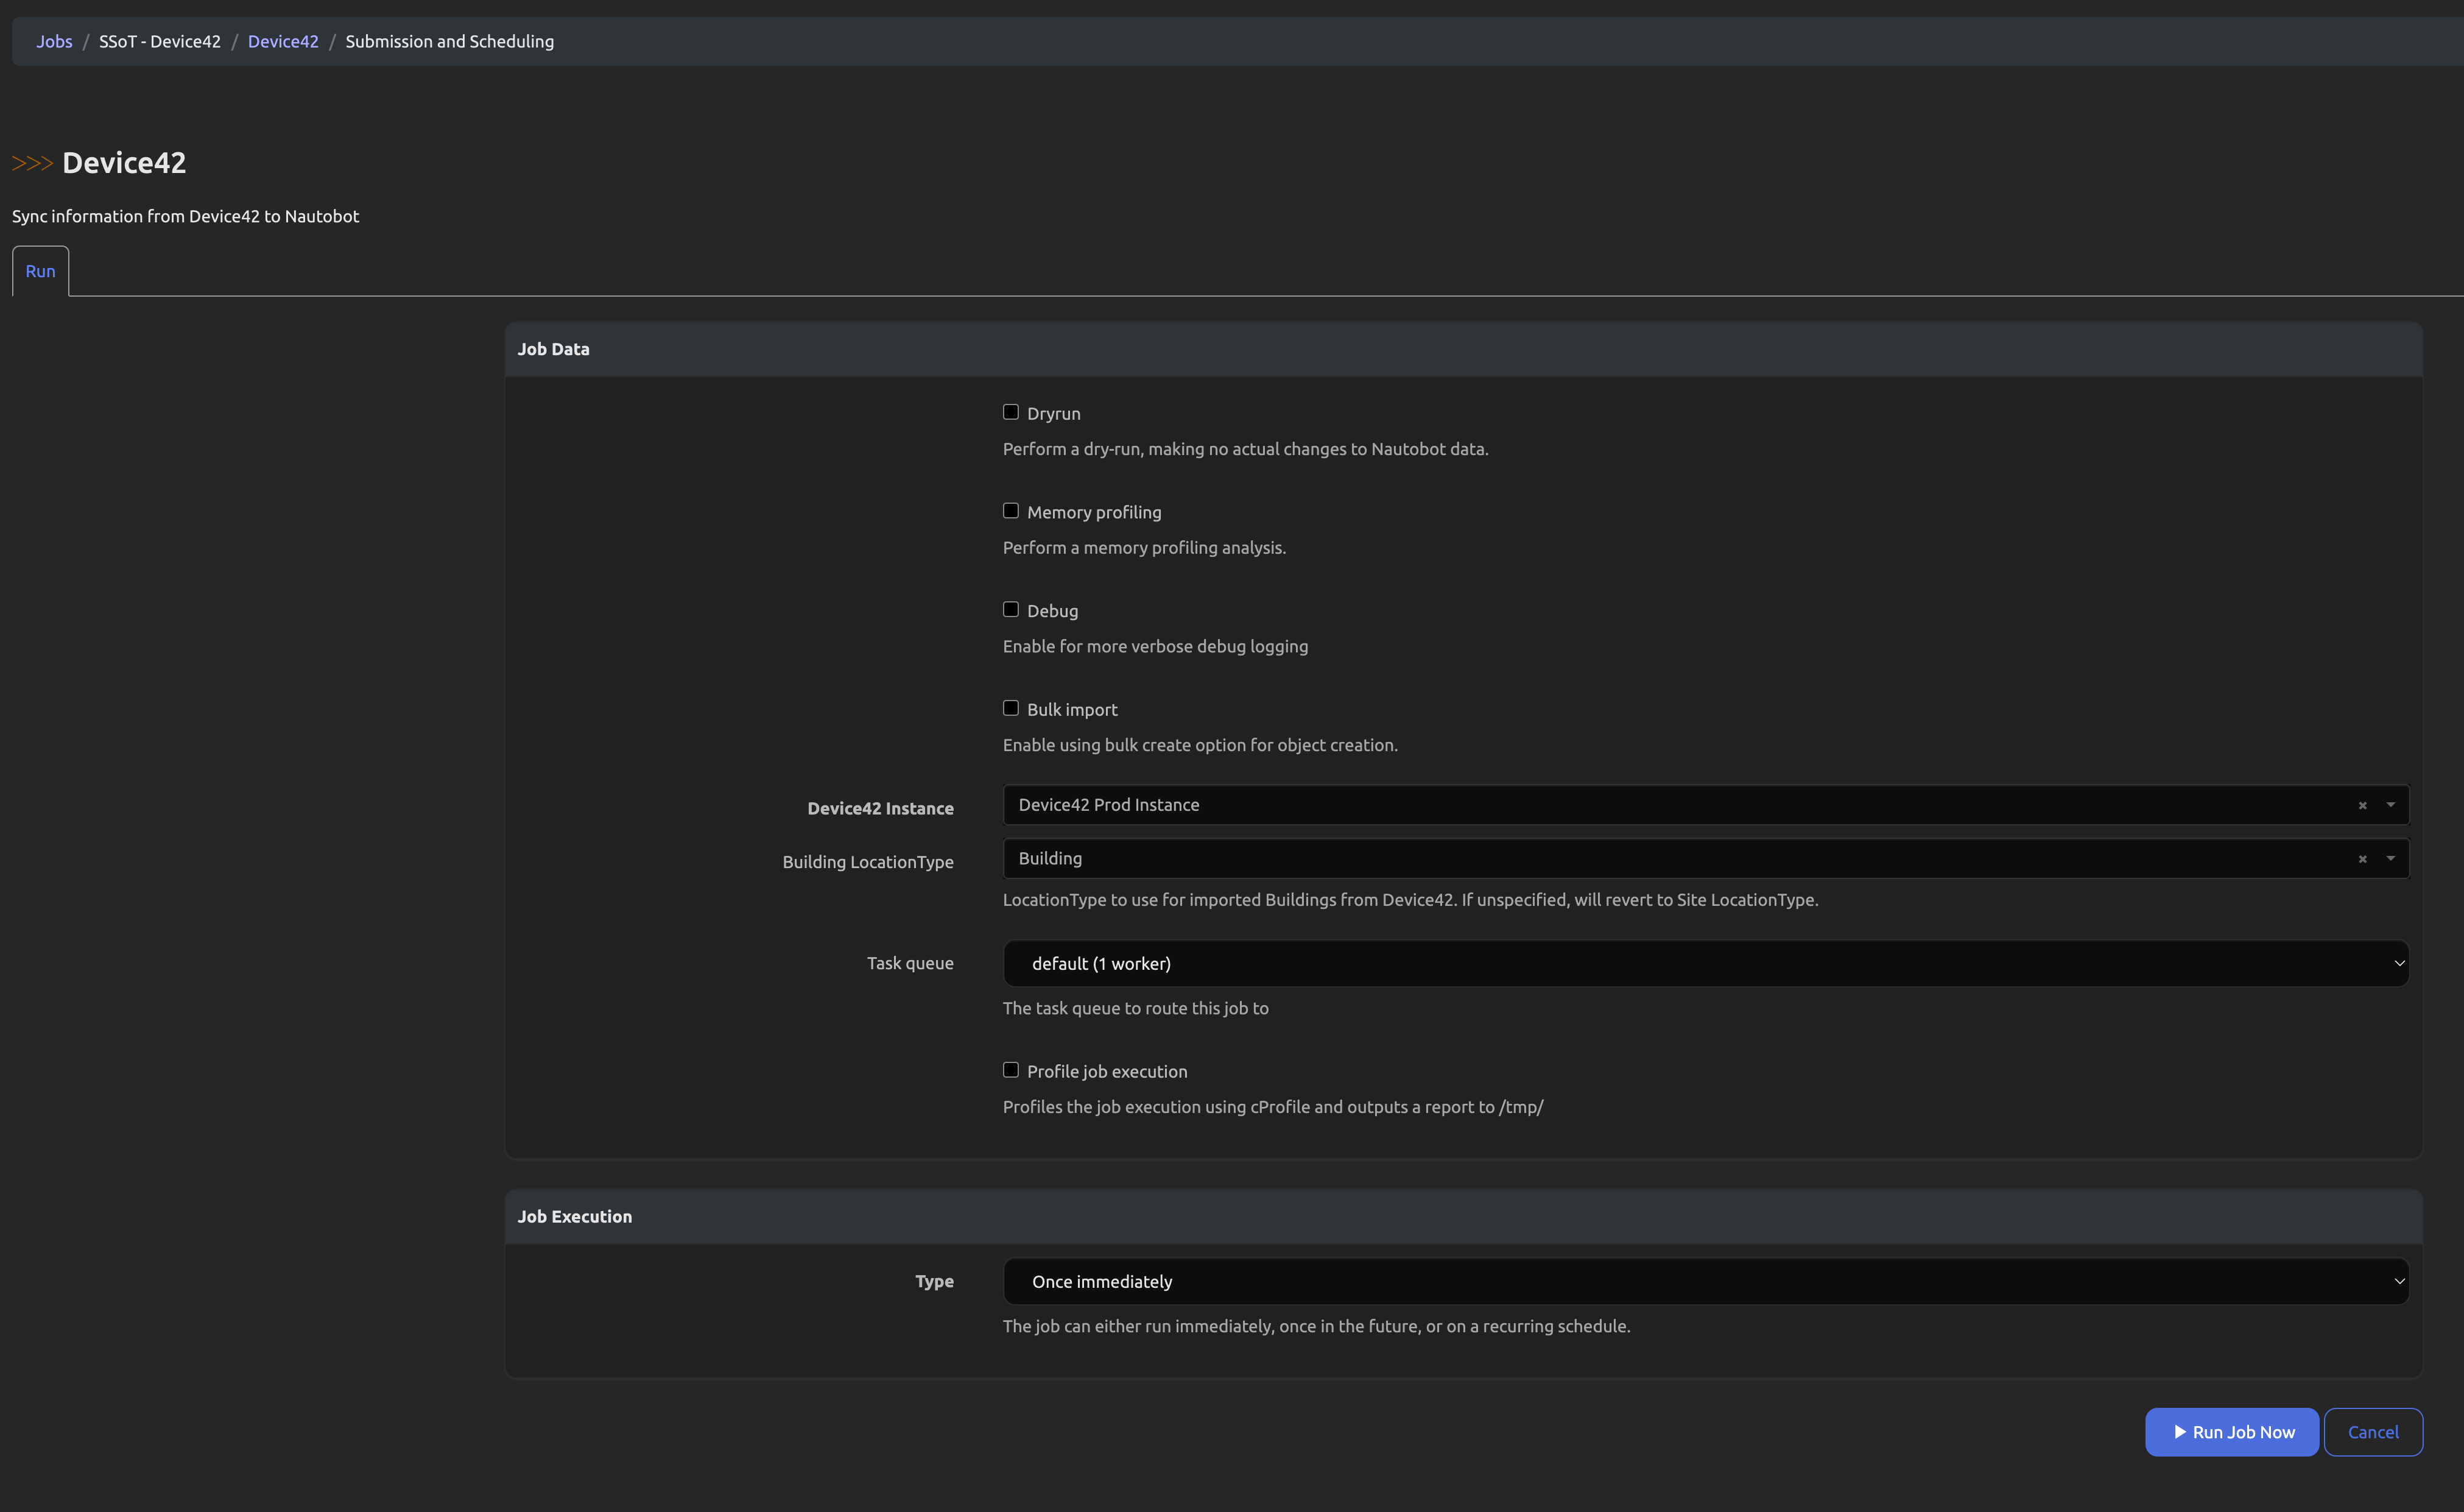 Jobs / SSoT - Device42 / Device42 / Submission and Scheduling
>>> Device42
Sync information from Device42 to Nautobot
Run
Job Data
Dryrun
Perform a dry-run, making no actual changes to Nautobot data.
Memory profiling
Perform a memory profiling analysis.
Debug
Enable for more verbose debug logging
Bulk import
Enable using bulk create option for object creation.
Device42 Instance Device42 Prod Instance
Building LocationType Building
LocationType to use for imported Buildings from Device42. If unspecified, will revert to Site LocationType.
Task queue default (1 worker)
The task queue to route this job to
Profile job execution
Profiles the job execution using cProfile and outputs a report to /tmp/
Job Execution
Type Once immediately
The job can either run immediately, once in the future, or on a recurring schedule.
Run Job Now Cancel